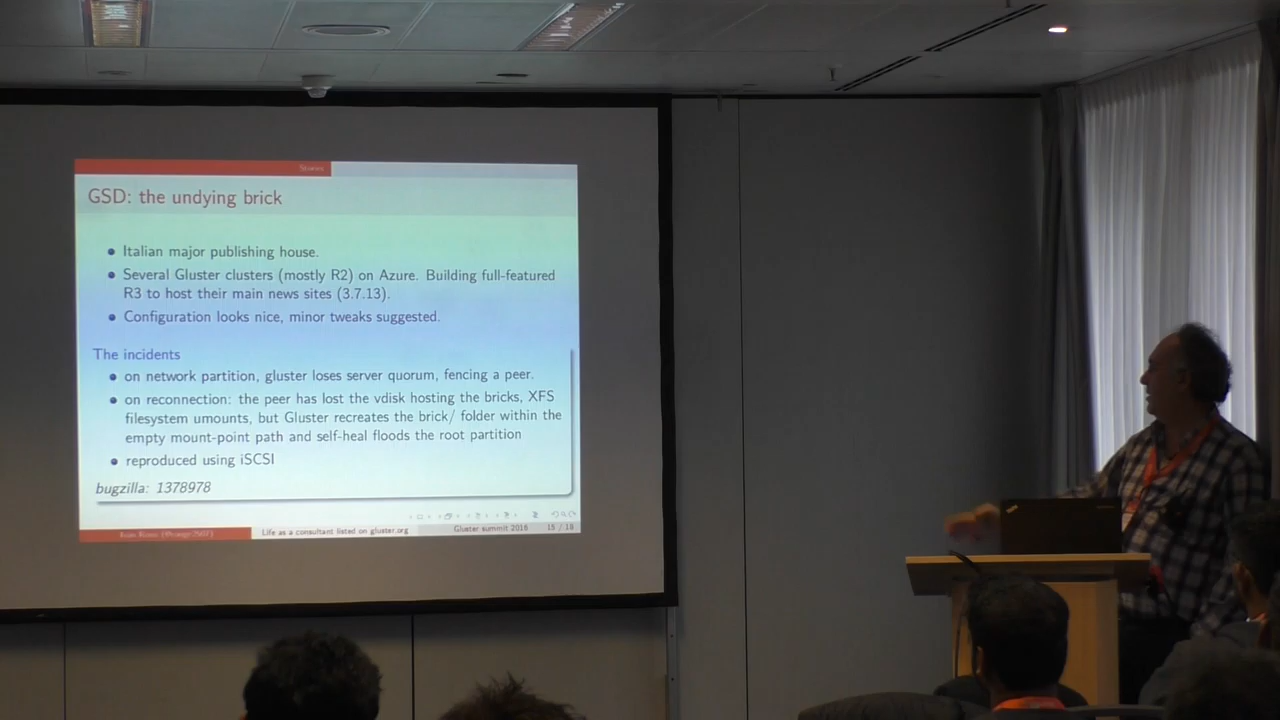 Stories
GSD: the undying brick
Italian major publishing house.
Several Gluster clusters (mostly R2) on Azure. Building full-featured
R3 to host their main news sites (3.7.13).
Configuration looks nice, minor tweaks suggested.
The incidents
on network partition, gluster loses server quorum, fencing a peer.
on reconnection: the peer has lost the vdisk hosting the bricks, XFS
filesystem umounts, but Gluster recreates the brick/ folder within the
empty mount-point path and self-heal floods the root partition
reproduced using iSCSI
bugzilla: 1378978
Life as a consultant listed on gluster.org
Gluster summit 2016
15 / 18